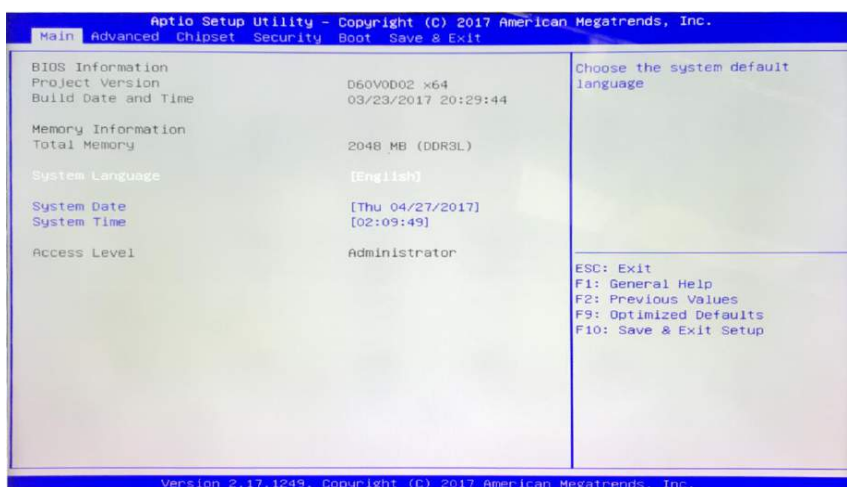 Aptio Setup Utility - Copyright (C) 2017 American Megatrends, Inc.
Main Advanced Chipset Security Boot Save & Exit
BIOS Information
Project Version D60V0D02 x64
Build Date and Time 03/23/2017 20:29:44
Memory Information
Total Memory 2048 MB (DDR3L)
System Language [English]
System Date [Thu 04/27/2017]
System Time [02:09:49]
Access Level Administrator
Choose the system default
language
ESC: Exit
F1: General Help
F2: Previous Values
F9: Optimized Defaults
F10: Save & Exit Setup
Version 2.17.1249. Copyright (C) 2017 American Megatrends, Inc.